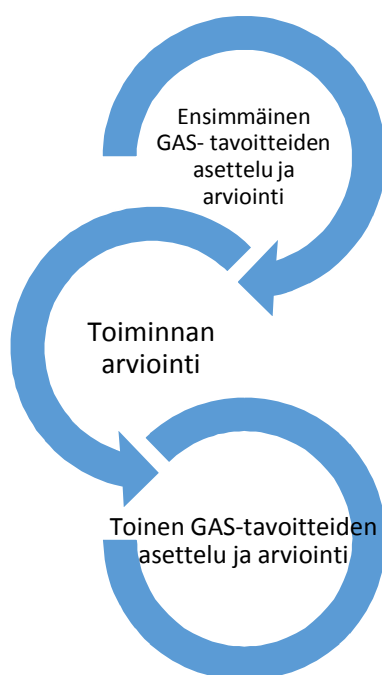 Ensimmäinen
GAS- tavoitteiden
asettelu ja
arviointi
Toiminnan
arviointi
Toinen GAS-tavoitteiden
asettelu ja arviointi